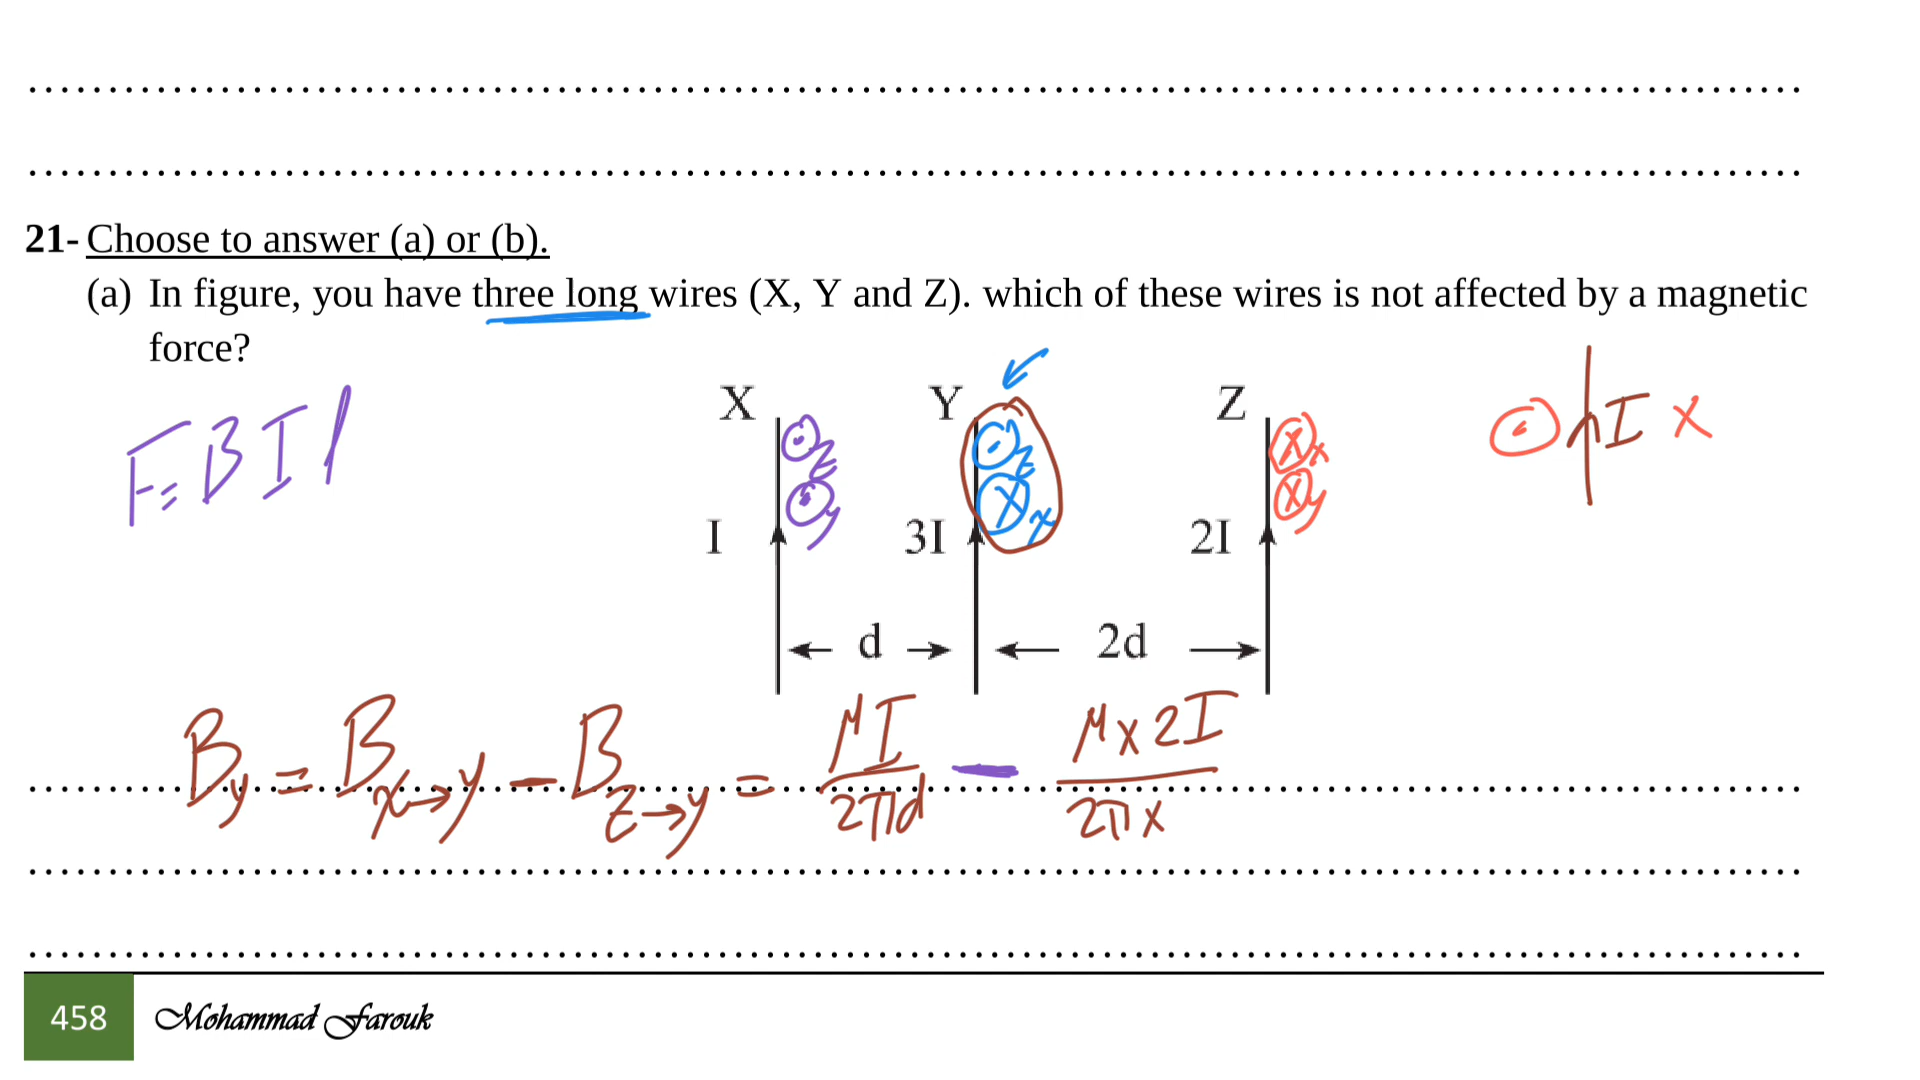 21- Choose to answer (a) or (b).
(a) In figure, you have three long wires (X, Y and Z). which of these wires is not affected by a magnetic
force?
F=BIl
X
⊙z
⊙y
I
Y
⊙z
⊗x
3I
Z
⊗x
⊗y
2I
⊙ I X
d
2d
By = Bx→y − Bz→y = μI/2πd − μ×2I/2πx
458
Mohammad Farouk